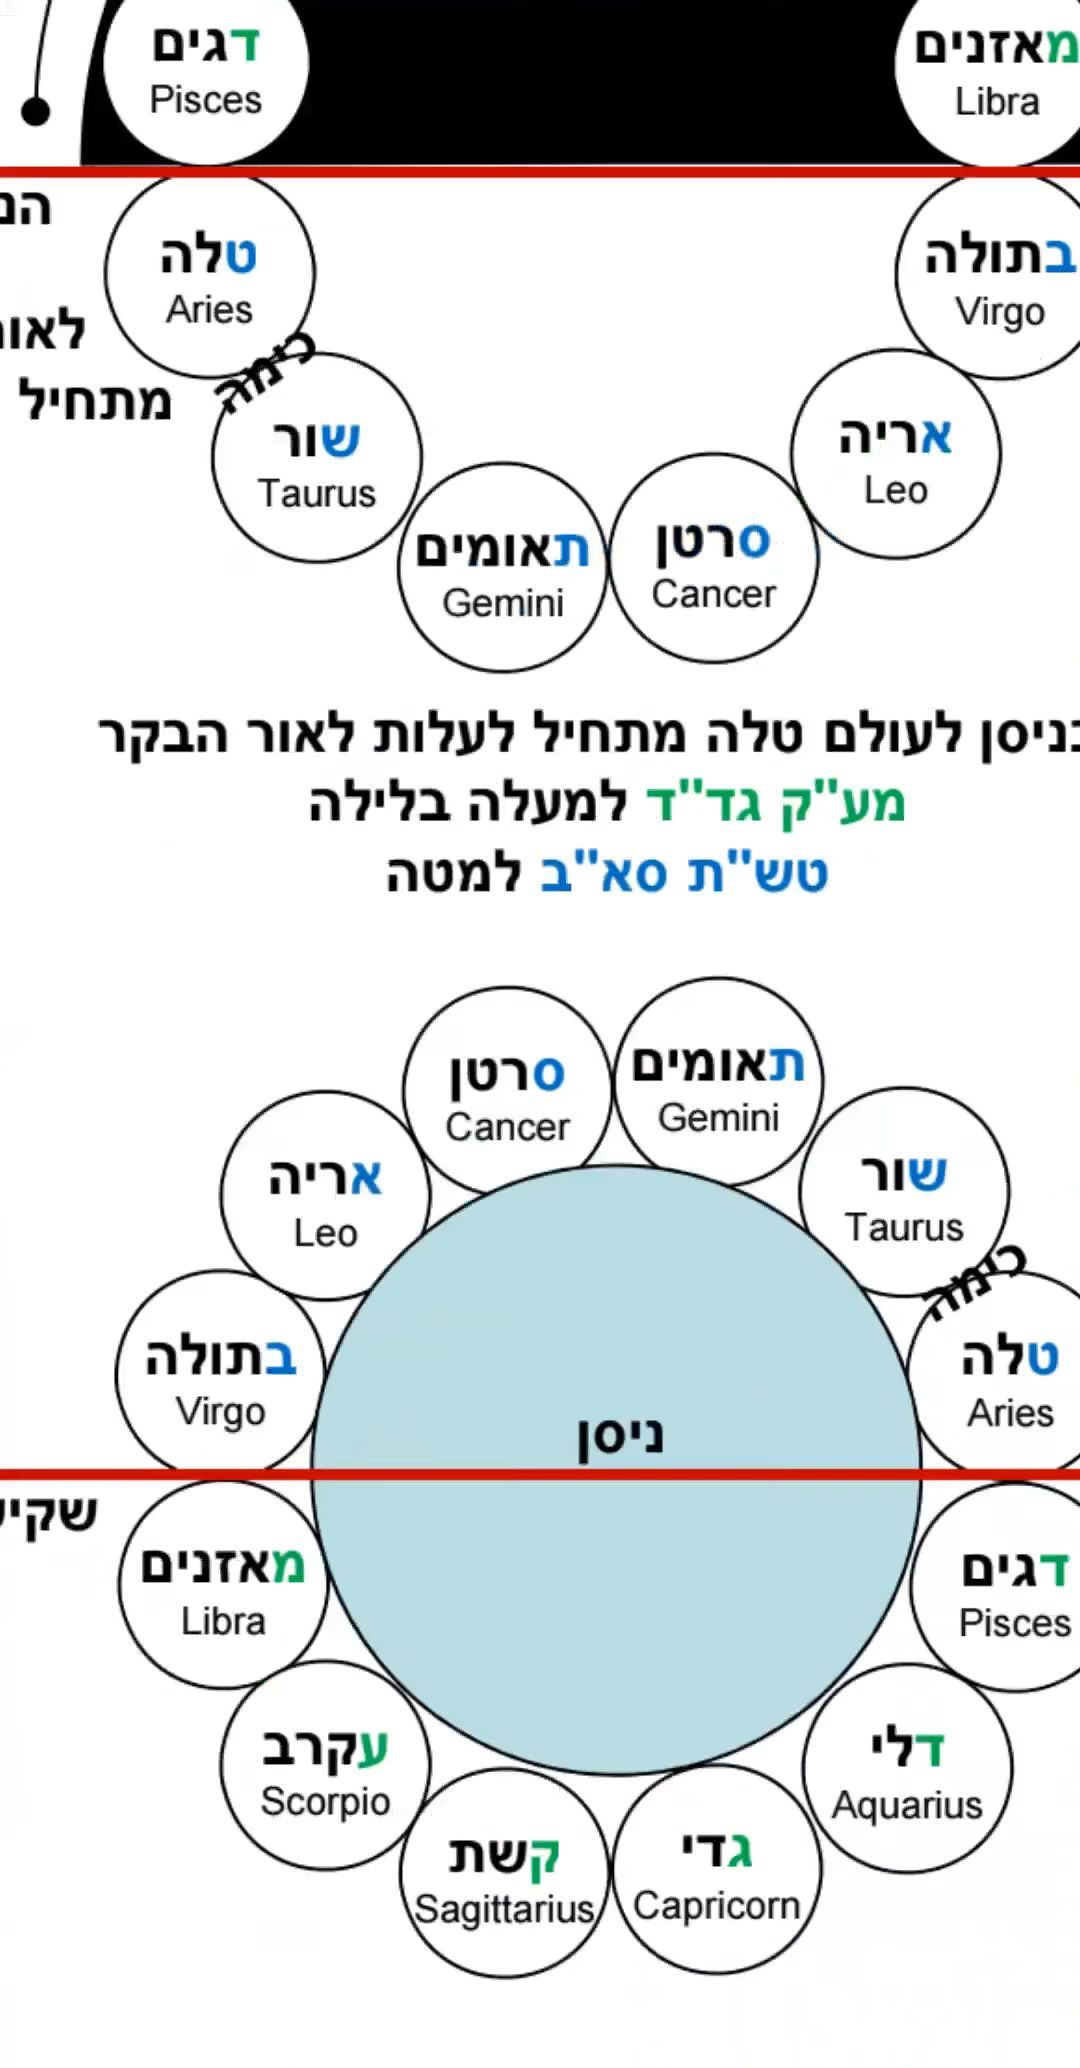 דגים
Pisces
מאזנים
Libra
טלה
Aries
בתולה
Virgo
כימה
מתחיל
שור
Taurus
אריה
Leo
תאומים
Gemini
סרטן
Cancer
בניסן לעולם טלה מתחיל לעלות לאור הבקר
מע"ק גד"ד למעלה בלילה
טש"ת סא"ב למטה
סרטן
Cancer
תאומים
Gemini
אריה
Leo
שור
Taurus
כימה
בתולה
Virgo
טלה
Aries
ניסן
מאזנים
Libra
דגים
Pisces
עקרב
Scorpio
דלי
Aquarius
קשת
Sagittarius
גדי
Capricorn